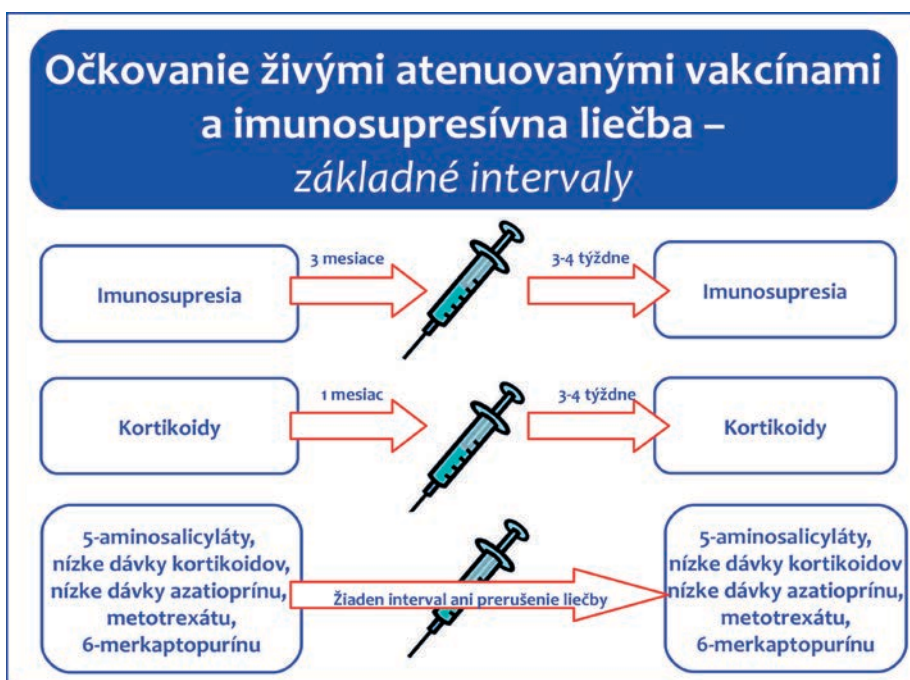 Očkovanie živými atenuovanými vakcínami
a imunosupresívna liečba –
základné intervaly
Imunosupresia
3 mesiace
3-4 týždne
Imunosupresia
Kortikoidy
1 mesiac
3-4 týždne
Kortikoidy
5-aminosalicyláty,
nízke dávky kortikoidov,
nízke dávky azatioprínu,
metotrexátu,
6-merkaptopurínu
Žiaden interval ani prerušenie liečby
5-aminosalicyláty,
nízke dávky kortikoidov
nízke dávky azatioprínu,
metotrexátu,
6-merkaptopurínu